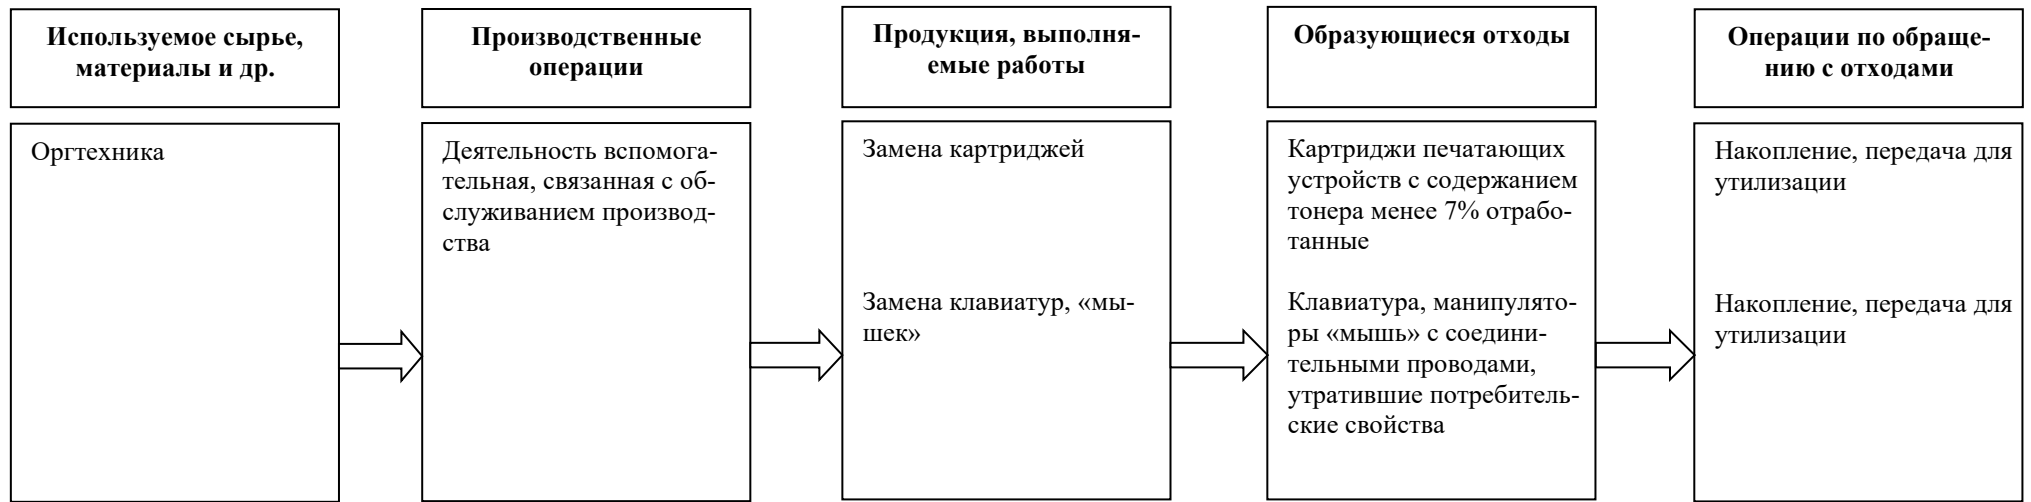 Используемое сырье,
материалы и др.
Производственные
операции
Продукция, выполня-
емые работы
Образующиеся отходы
Операции по обраще-
нию с отходами
Оргтехника
Деятельность вспомога-
тельная, связанная с об-
служиванием производ-
ства
Замена картриджей
Замена клавиатур, «мы-
шек»
Картриджи печатающих
устройств с содержанием
тонера менее 7% отрабо-
танные
Клавиатура, манипулято-
ры «мышь» с соедини-
тельными проводами,
утратившие потребитель-
ские свойства
Накопление, передача для
утилизации
Накопление, передача для
утилизации